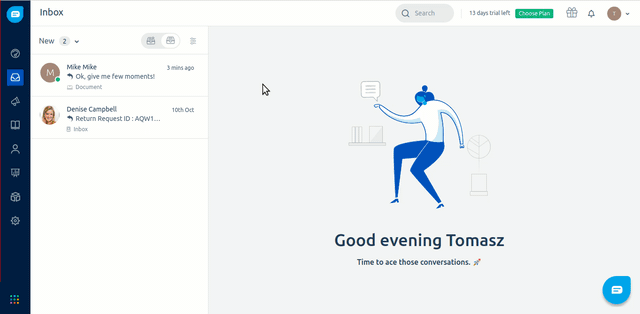 Inbox
Search
13 days trial left
Choose Plan
T
New 2
M
Mike Mike
3 mins ago
Ok, give me few moments!
Document
Denise Campbell
10th Oct
Return Request ID : AQW1...
Inbox
Good evening Tomasz
Time to ace those conversations. 🚀